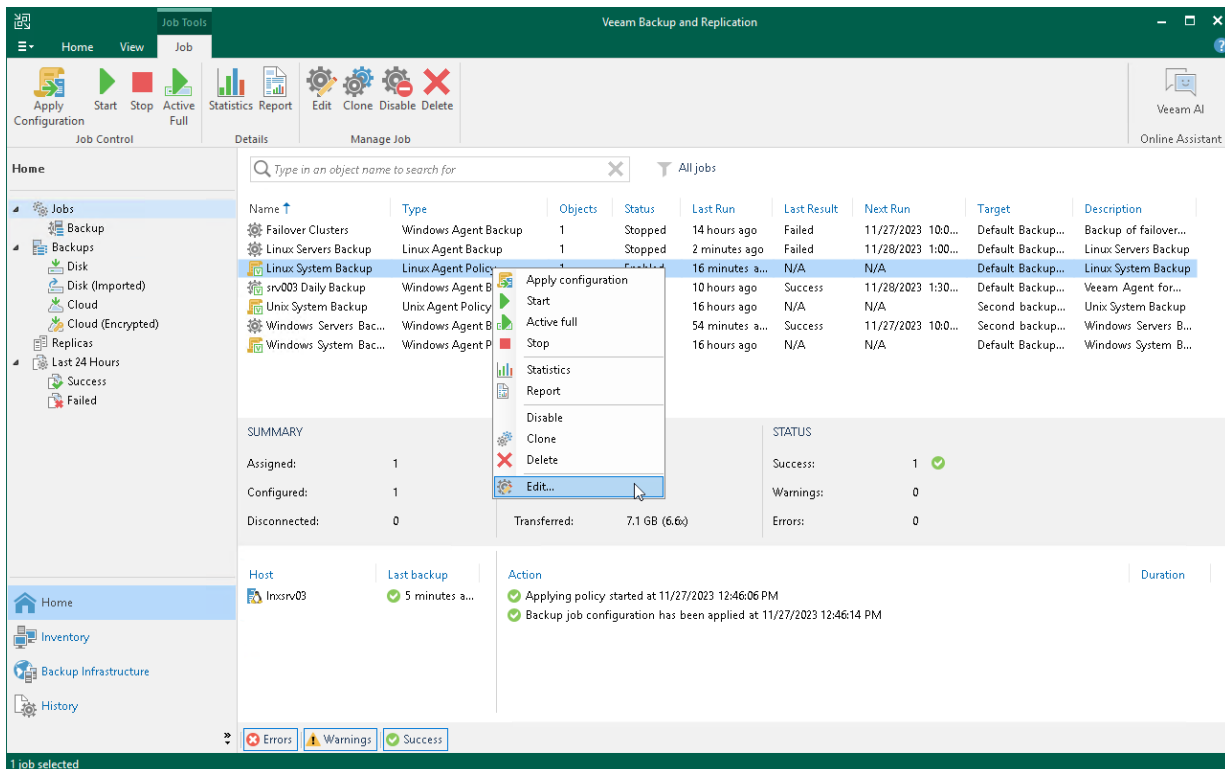 Job Tools
Veeam Backup and Replication
Home View Job
Apply Configuration
Start
Stop
Active Full
Statistics
Report
Edit
Clone
Disable
Delete
Veeam AI
Job Control
Details
Manage Job
Online Assistant
Home
Type in an object name to search for
All jobs
Jobs
Backup
Backups
Disk
Disk (Imported)
Cloud
Cloud (Encrypted)
Replicas
Last 24 Hours
Success
Failed
Name Type Objects Status Last Run Last Result Next Run Target Description
Failover Clusters Windows Agent Backup 1 Stopped 14 hours ago Failed 11/27/2023 10:0... Default Backup... Backup of failover...
Linux Servers Backup Linux Agent Backup 1 Stopped 2 minutes ago Failed 11/28/2023 1:00... Default Backup... Linux Servers Backup
Linux System Backup Linux Agent Policy 16 minutes a... N/A N/A Default Backup... Linux System Backup
srv003 Daily Backup Windows Agent B 10 hours ago Success 11/28/2023 1:30... Default Backup... Veeam Agent for...
Unix System Backup Unix Agent Policy 16 hours ago N/A N/A Second backup... Unix System Backup
Windows Servers Bac... Windows Agent B 54 minutes a... Success 11/27/2023 10:0... Second backup... Windows Servers B...
Windows System Bac... Windows Agent P 16 hours ago N/A N/A Default Backup... Windows System B...
Apply configuration
Start
Active full
Stop
Statistics
Report
Disable
Clone
Delete
Edit...
SUMMARY
Assigned: 1
Configured: 1
Disconnected: 0
Transferred: 7.1 GB (6.6x)
STATUS
Success: 1
Warnings: 0
Errors: 0
Host Last backup Action Duration
lnxsrv03 5 minutes a... Applying policy started at 11/27/2023 12:46:06 PM
Backup job configuration has been applied at 11/27/2023 12:46:14 PM
Home
Inventory
Backup Infrastructure
History
Errors Warnings Success
1 job selected